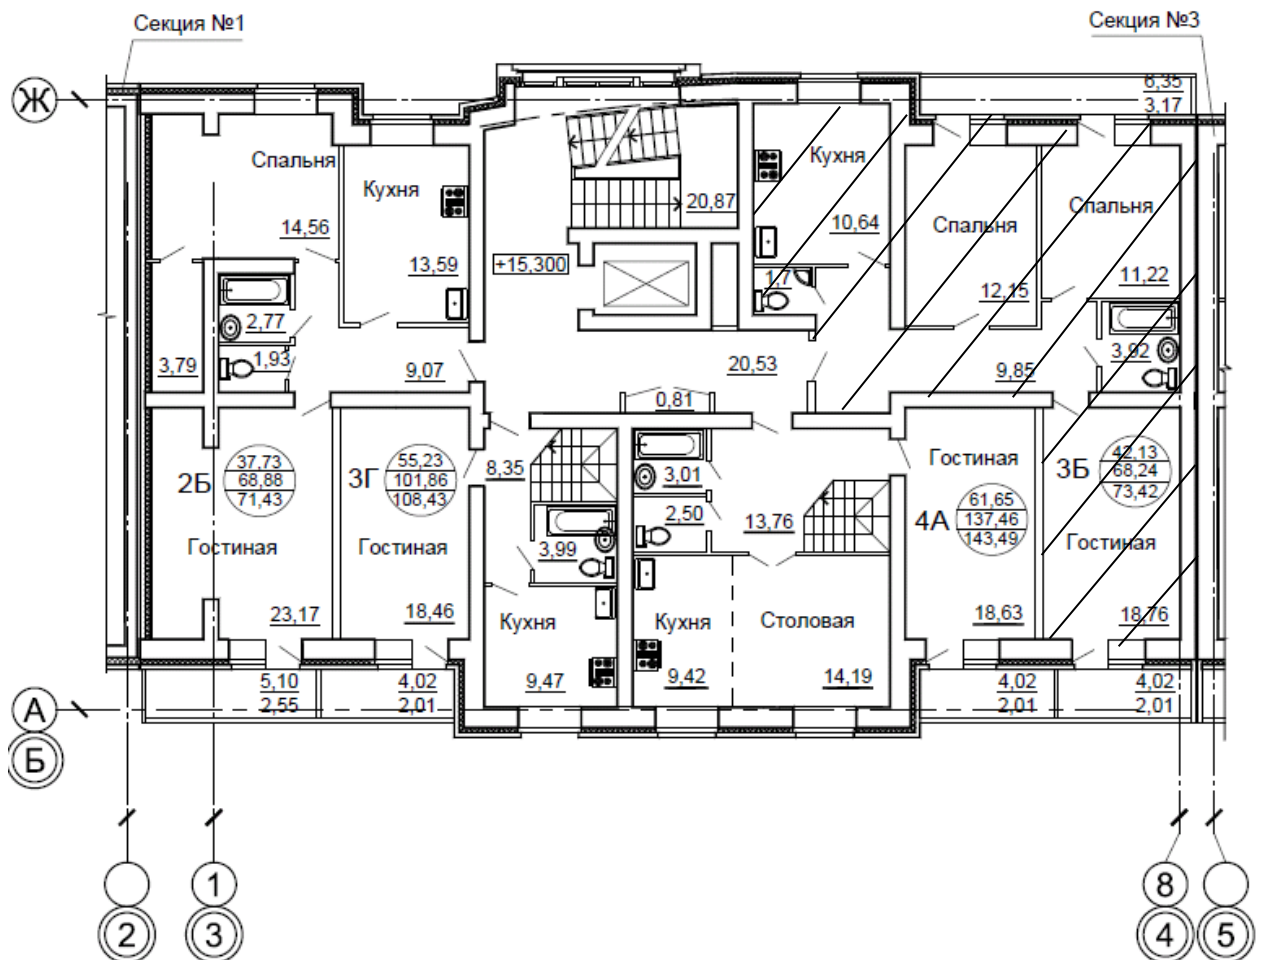 Секция №1
Секция №3
Ж
6,35
3,17
Спальня
14,56
Кухня
13,59
20,87
+15,300
Кухня
10,64
1,7
Спальня
12,15
Спальня
11,22
2,77
1,93
3,79
9,07
20,53
0,81
9,85
3,92
2Б
37,73
68,88
71,43
3Г
55,23
101,86
108,43
8,35
3,01
2,50
13,76
3,99
Гостиная
4А
61,65
137,46
143,49
3Б
42,13
68,24
73,42
Гостиная
23,17
Гостиная
18,46
Кухня
9,47
Кухня
9,42
Столовая
14,19
18,63
Гостиная
18,76
5,10
2,55
4,02
2,01
4,02
2,01
4,02
2,01
А
Б
1
8
2
3
4
5